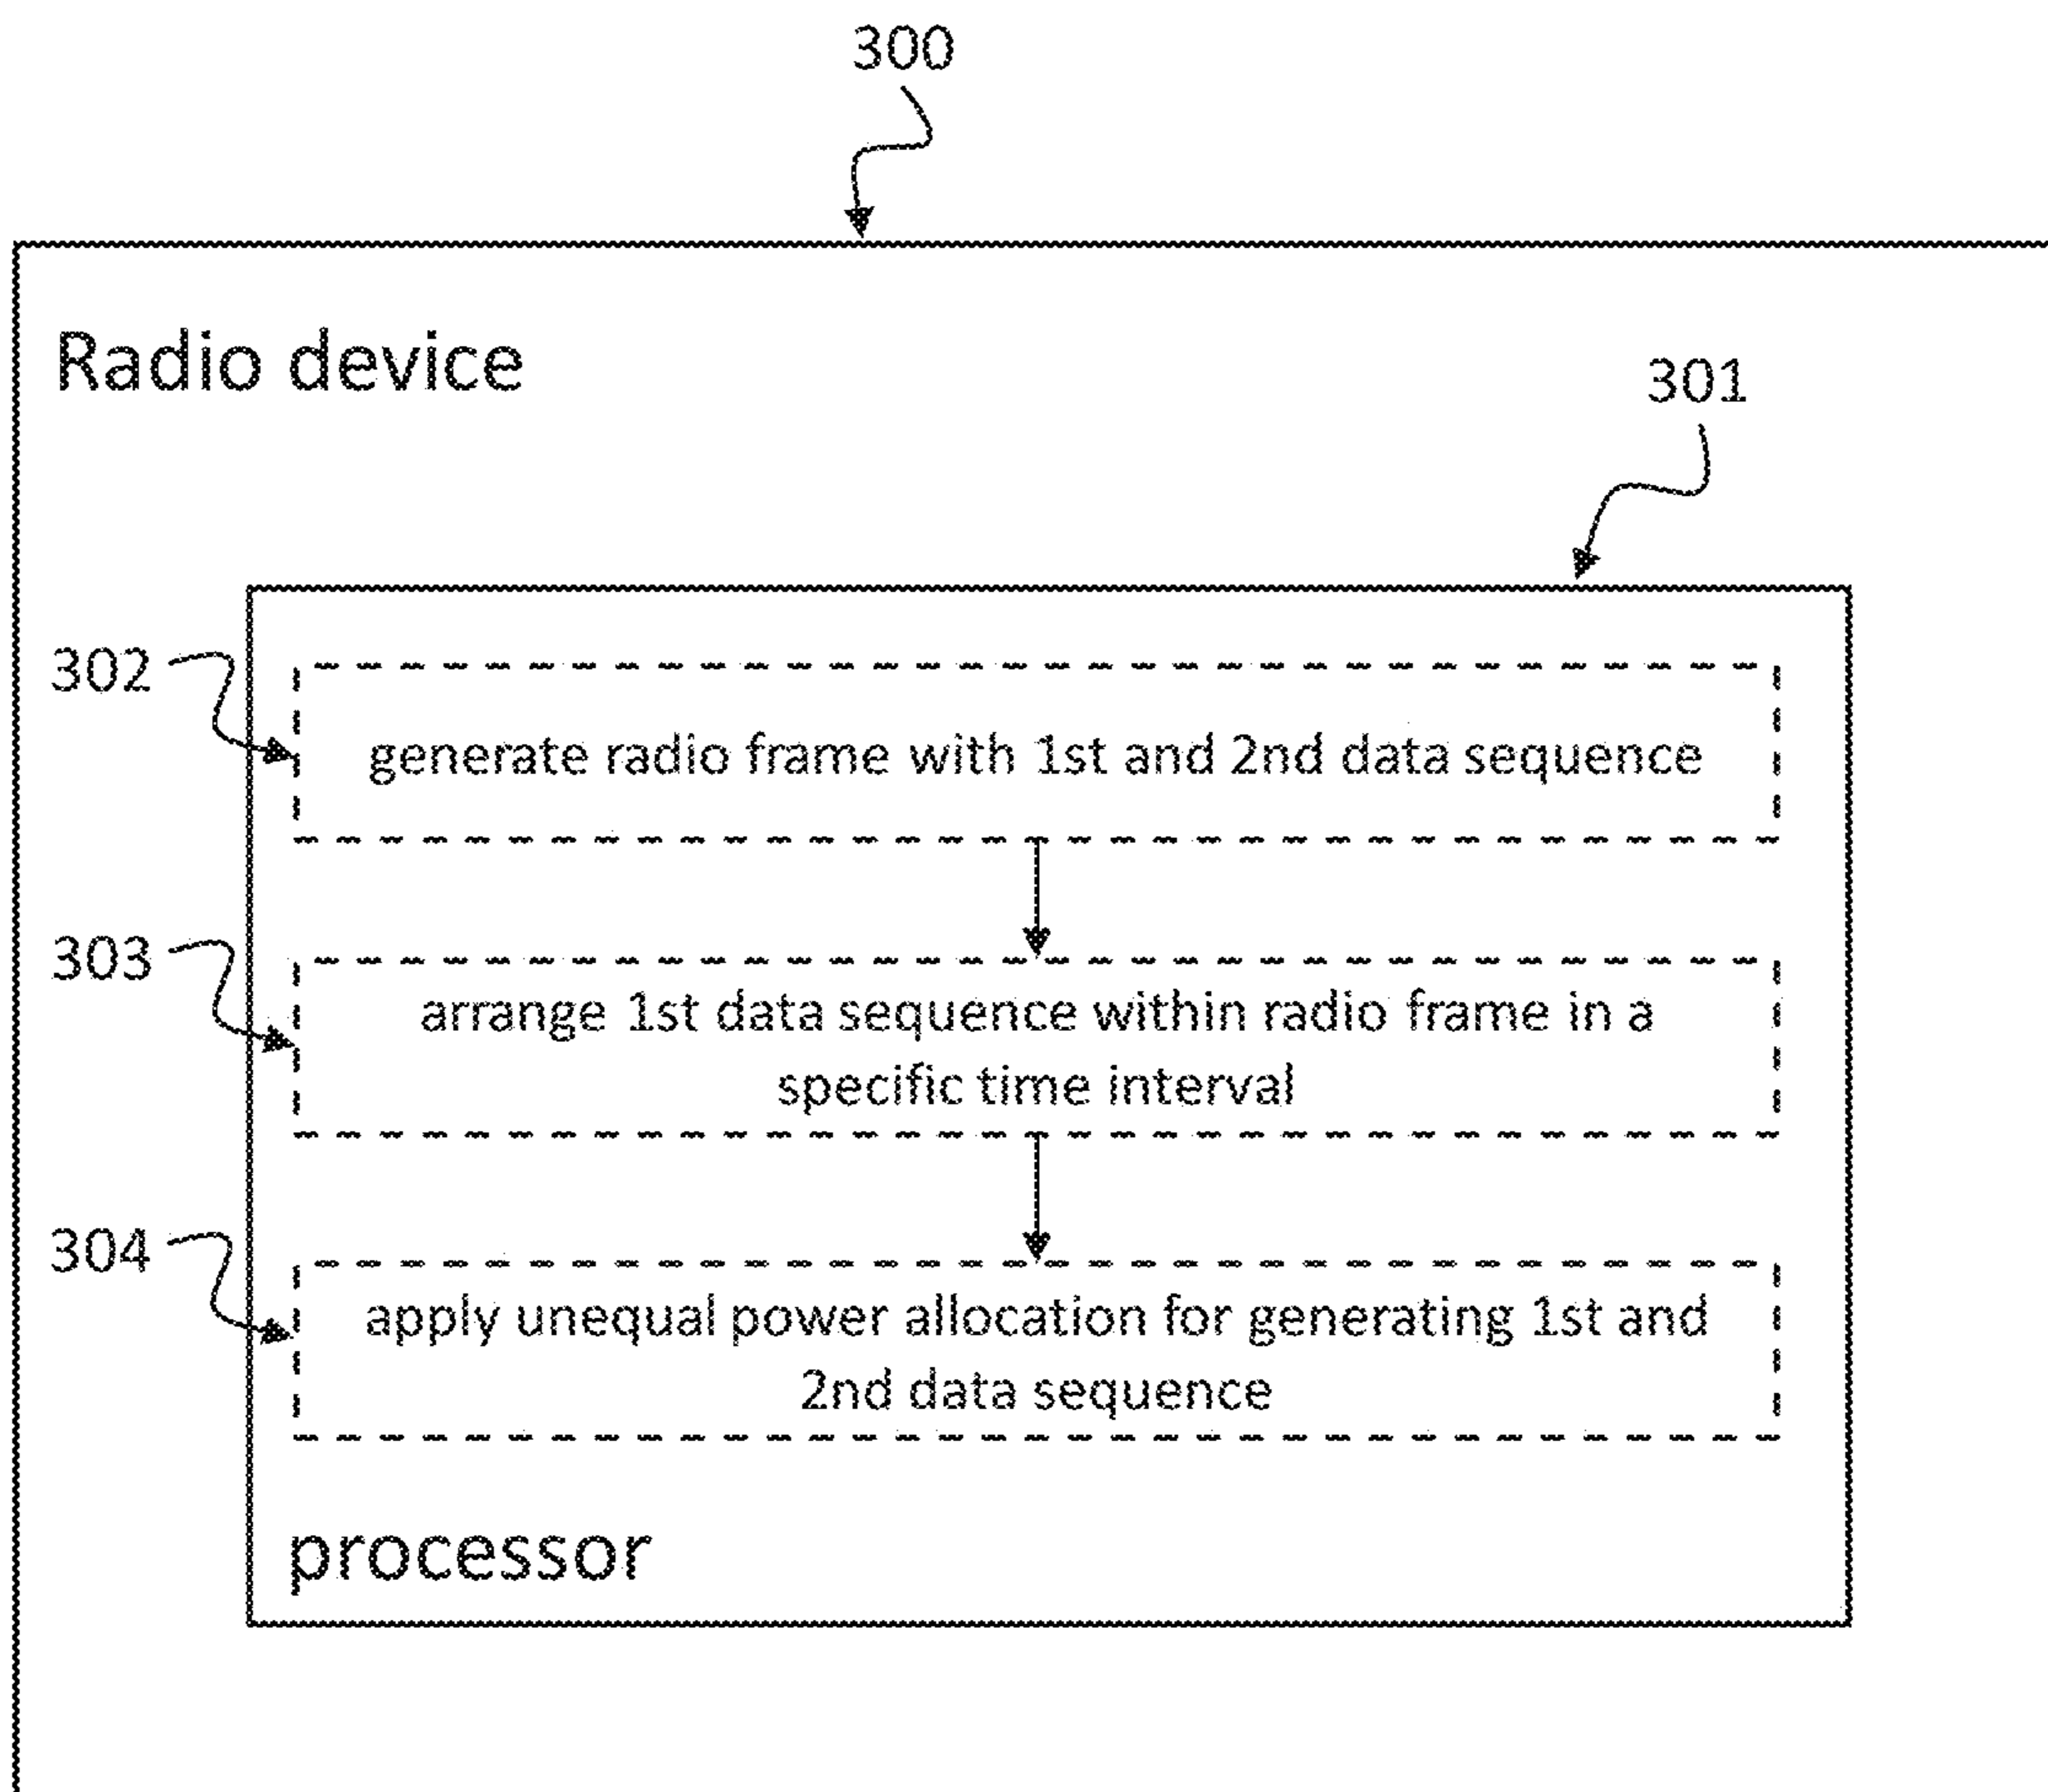 300
Radio device
301
302
generate radio frame with 1st and 2nd data sequence
303
arrange 1st data sequence within radio frame in a
specific time interval
304
apply unequal power allocation for generating 1st and
2nd data sequence
processor